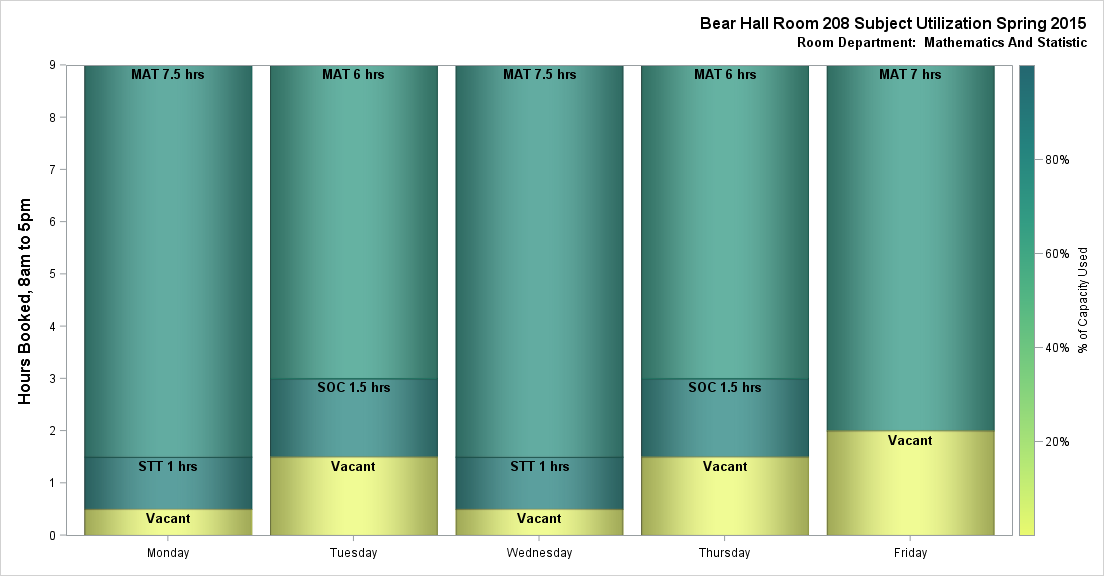 Bear Hall Room 208 Subject Utilization Spring 2015
Room Department: Mathematics And Statistic
Hours Booked, 8am to 5pm
9
8
7
6
5
4
3
2
1
0
MAT 7.5 hrs
STT 1 hrs
Vacant
MAT 6 hrs
SOC 1.5 hrs
Vacant
MAT 7.5 hrs
STT 1 hrs
Vacant
MAT 6 hrs
SOC 1.5 hrs
Vacant
MAT 7 hrs
Vacant
Monday
Tuesday
Wednesday
Thursday
Friday
80%
60%
40%
20%
% of Capacity Used